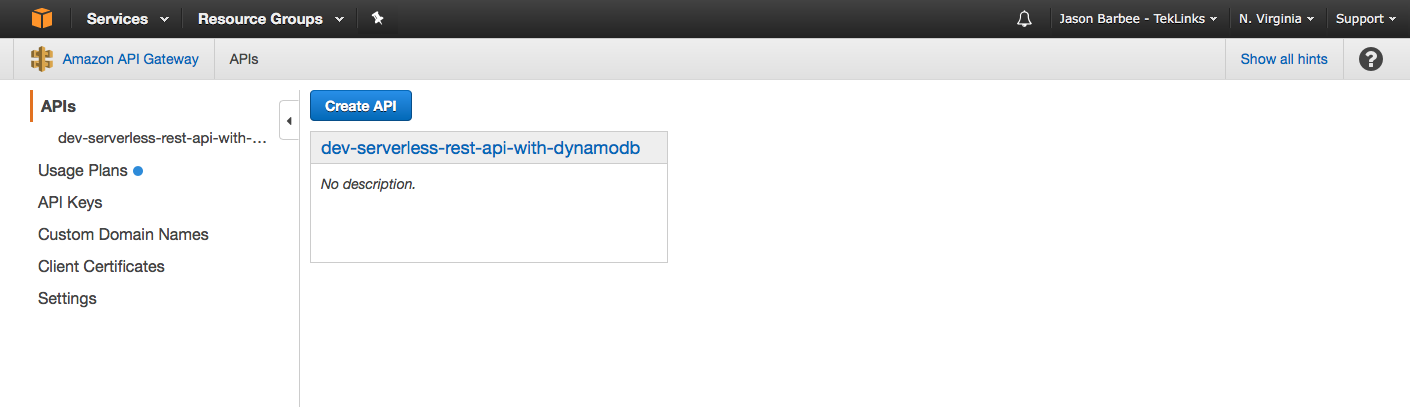 Services Resource Groups Jason Barbee - TekLinks N. Virginia Support
Amazon API Gateway APIs Show all hints ?
APIs
dev-serverless-rest-api-with-...
Usage Plans
API Keys
Custom Domain Names
Client Certificates
Settings
Create API
dev-serverless-rest-api-with-dynamodb
No description.